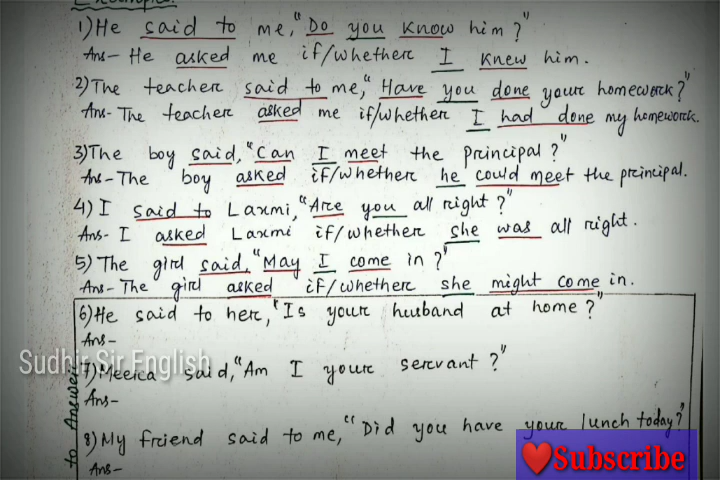 Examples:
1) He said to me, "Do you know him?"
Ans- He asked me if/whether I knew him.
2) The teacher said to me, "Have you done your homework?"
Ans- The teacher asked me if/whether I had done my homework.
3) The boy said, "Can I meet the principal?"
Ans- The boy asked if/whether he could meet the principal.
4) I said to Laxmi, "Are you all right?"
Ans- I asked Laxmi if/whether she was all right.
5) The girl said, "May I come in?"
Ans- The girl asked if/whether she might come in.
6) He said to her, "Is your husband at home?"
Ans-
Sudhir Sir English
7) Meera said, "Am I your servant?"
Ans-
8) My friend said to me, "Did you have your lunch today?"
Ans-
to Answer
❤️Subscribe